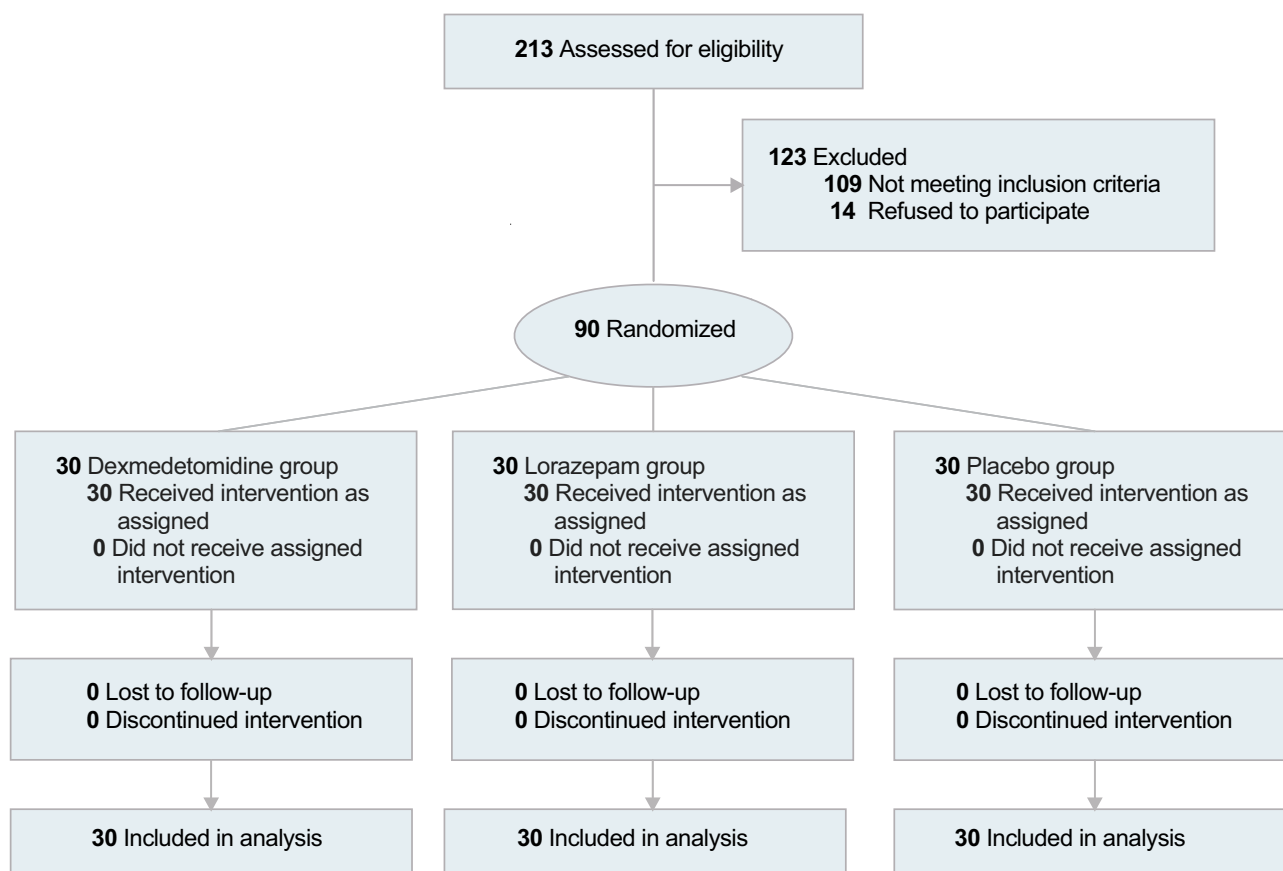 213 Assessed for eligibility
123 Excluded
109 Not meeting inclusion criteria
14 Refused to participate
90 Randomized
30 Dexmedetomidine group
30 Received intervention as
assigned
0 Did not receive assigned
intervention
30 Lorazepam group
30 Received intervention as
assigned
0 Did not receive assigned
intervention
30 Placebo group
30 Received intervention as
assigned
0 Did not receive assigned
intervention
0 Lost to follow-up
0 Discontinued intervention
0 Lost to follow-up
0 Discontinued intervention
0 Lost to follow-up
0 Discontinued intervention
30 Included in analysis
30 Included in analysis
30 Included in analysis